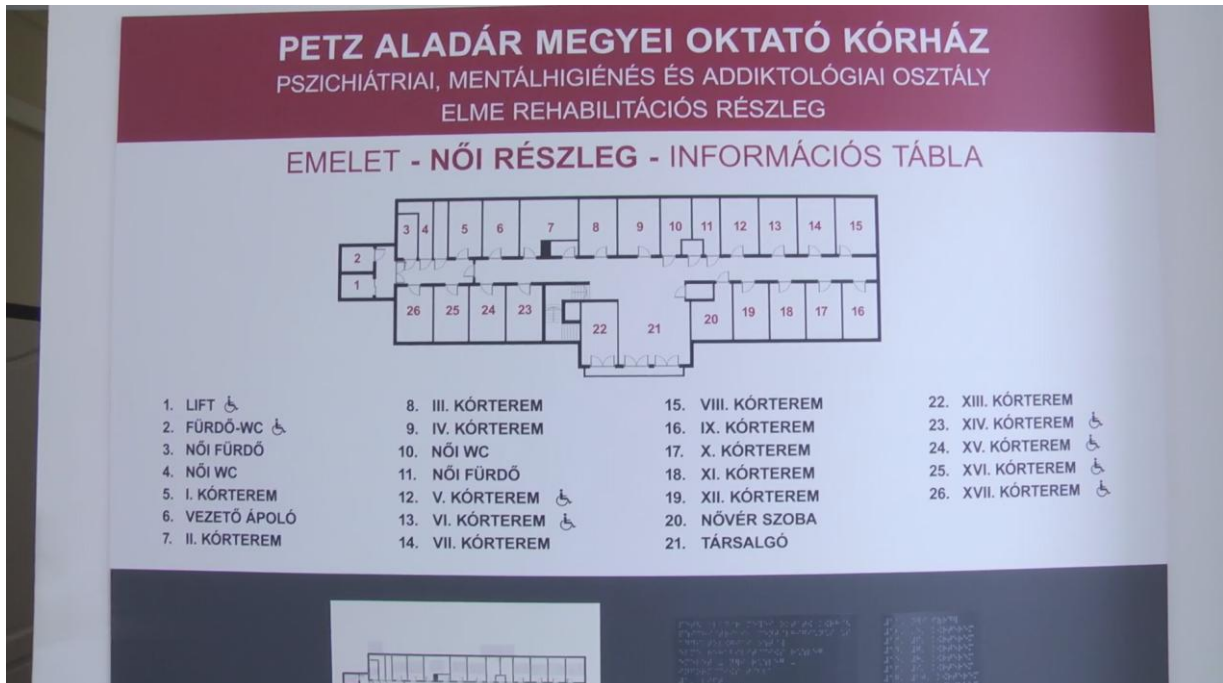 PETZ ALADÁR MEGYEI OKTATÓ KÓRHÁZ
PSZICHIÁTRIAI, MENTÁLHIGIÉNÉS ÉS ADDIKTOLÓGIAI OSZTÁLY
ELME REHABILITÁCIÓS RÉSZLEG
EMELET - NŐI RÉSZLEG - INFORMÁCIÓS TÁBLA
3 4 5 6 7 8 9 10 11 12 13 14 15
2
1
26 25 24 23 22 21 20 19 18 17 16
1. LIFT
2. FÜRDŐ-WC
3. NŐI FÜRDŐ
4. NŐI WC
5. I. KÓRTEREM
6. VEZETŐ ÁPOLÓ
7. II. KÓRTEREM
8. III. KÓRTEREM
9. IV. KÓRTEREM
10. NŐI WC
11. NŐI FÜRDŐ
12. V. KÓRTEREM
13. VI. KÓRTEREM
14. VII. KÓRTEREM
15. VIII. KÓRTEREM
16. IX. KÓRTEREM
17. X. KÓRTEREM
18. XI. KÓRTEREM
19. XII. KÓRTEREM
20. NŐVÉR SZOBA
21. TÁRSALGÓ
22. XIII. KÓRTEREM
23. XIV. KÓRTEREM
24. XV. KÓRTEREM
25. XVI. KÓRTEREM
26. XVII. KÓRTEREM